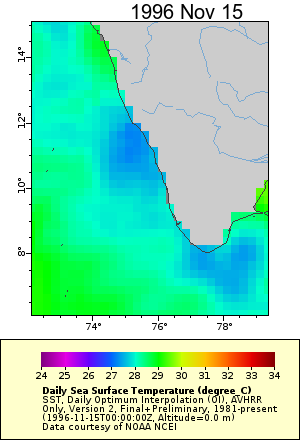 1996 Nov 15
14°
12°
10°
8°
74°
76°
78°
24 25 26 27 28 29 30 31 32 33 34
Daily Sea Surface Temperature (degree_C)
SST, Daily Optimum Interpolation (OI), AVHRR
Only, Version 2, Final+Preliminary, 1981-present
(1996-11-15T00:00:00Z, Altitude=0.0 m)
Data courtesy of NOAA NCEI